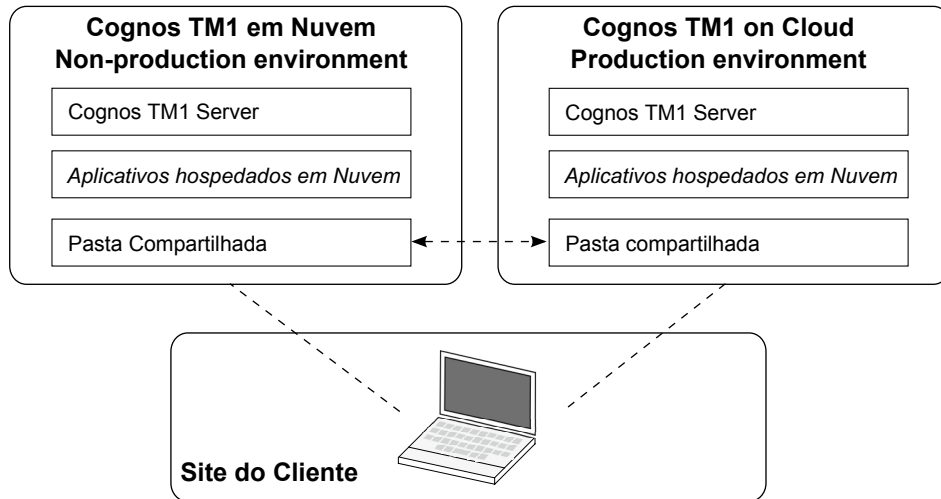 Cognos TM1 em Nuvem
Non-production environment
Cognos TM1 Server
Aplicativos hospedados em Nuvem
Pasta Compartilhada
Cognos TM1 on Cloud
Production environment
Cognos TM1 Server
Aplicativos hospedados em Nuvem
Pasta compartilhada
Site do Cliente